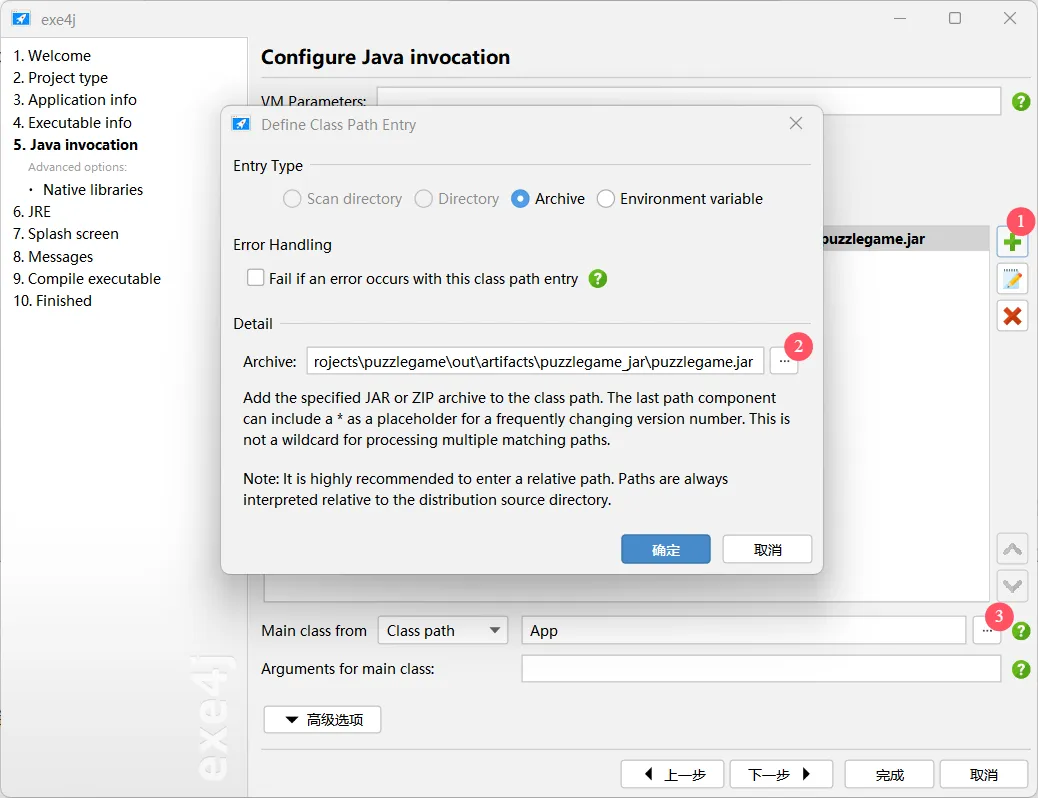 exe4j
1. Welcome
2. Project type
3. Application info
4. Executable info
5. Java invocation
Advanced options:
· Native libraries
6. JRE
7. Splash screen
8. Messages
9. Compile executable
10. Finished
exe4j
Configure Java invocation
VM Parameters:
puzzlegame.jar
1
Define Class Path Entry
Entry Type
Scan directory Directory Archive Environment variable
Error Handling
Fail if an error occurs with this class path entry
Detail
Archive: rojects\puzzlegame\out\artifacts\puzzlegame_jar\puzzlegame.jar ...
2
Add the specified JAR or ZIP archive to the class path. The last path component
can include a * as a placeholder for a frequently changing version number. This is
not a wildcard for processing multiple matching paths.
Note: It is highly recommended to enter a relative path. Paths are always
interpreted relative to the distribution source directory.
确定 取消
Main class from Class path App ...
3
Arguments for main class:
高级选项
上一步 下一步 完成 取消